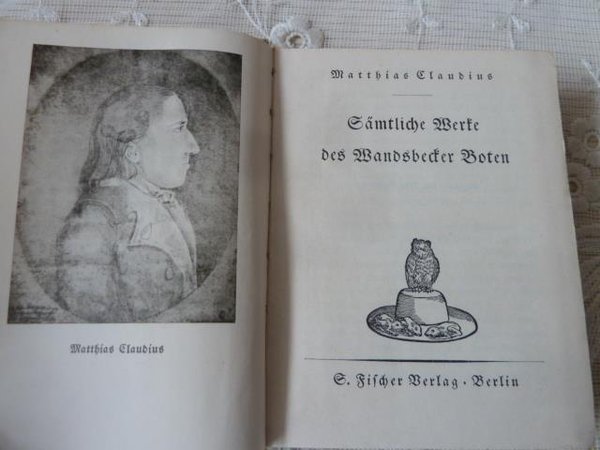 Matthias Claudius
Matthias Claudius
Sämtliche Werke
des Wandsbecker Boten
S. Fischer Verlag · Berlin